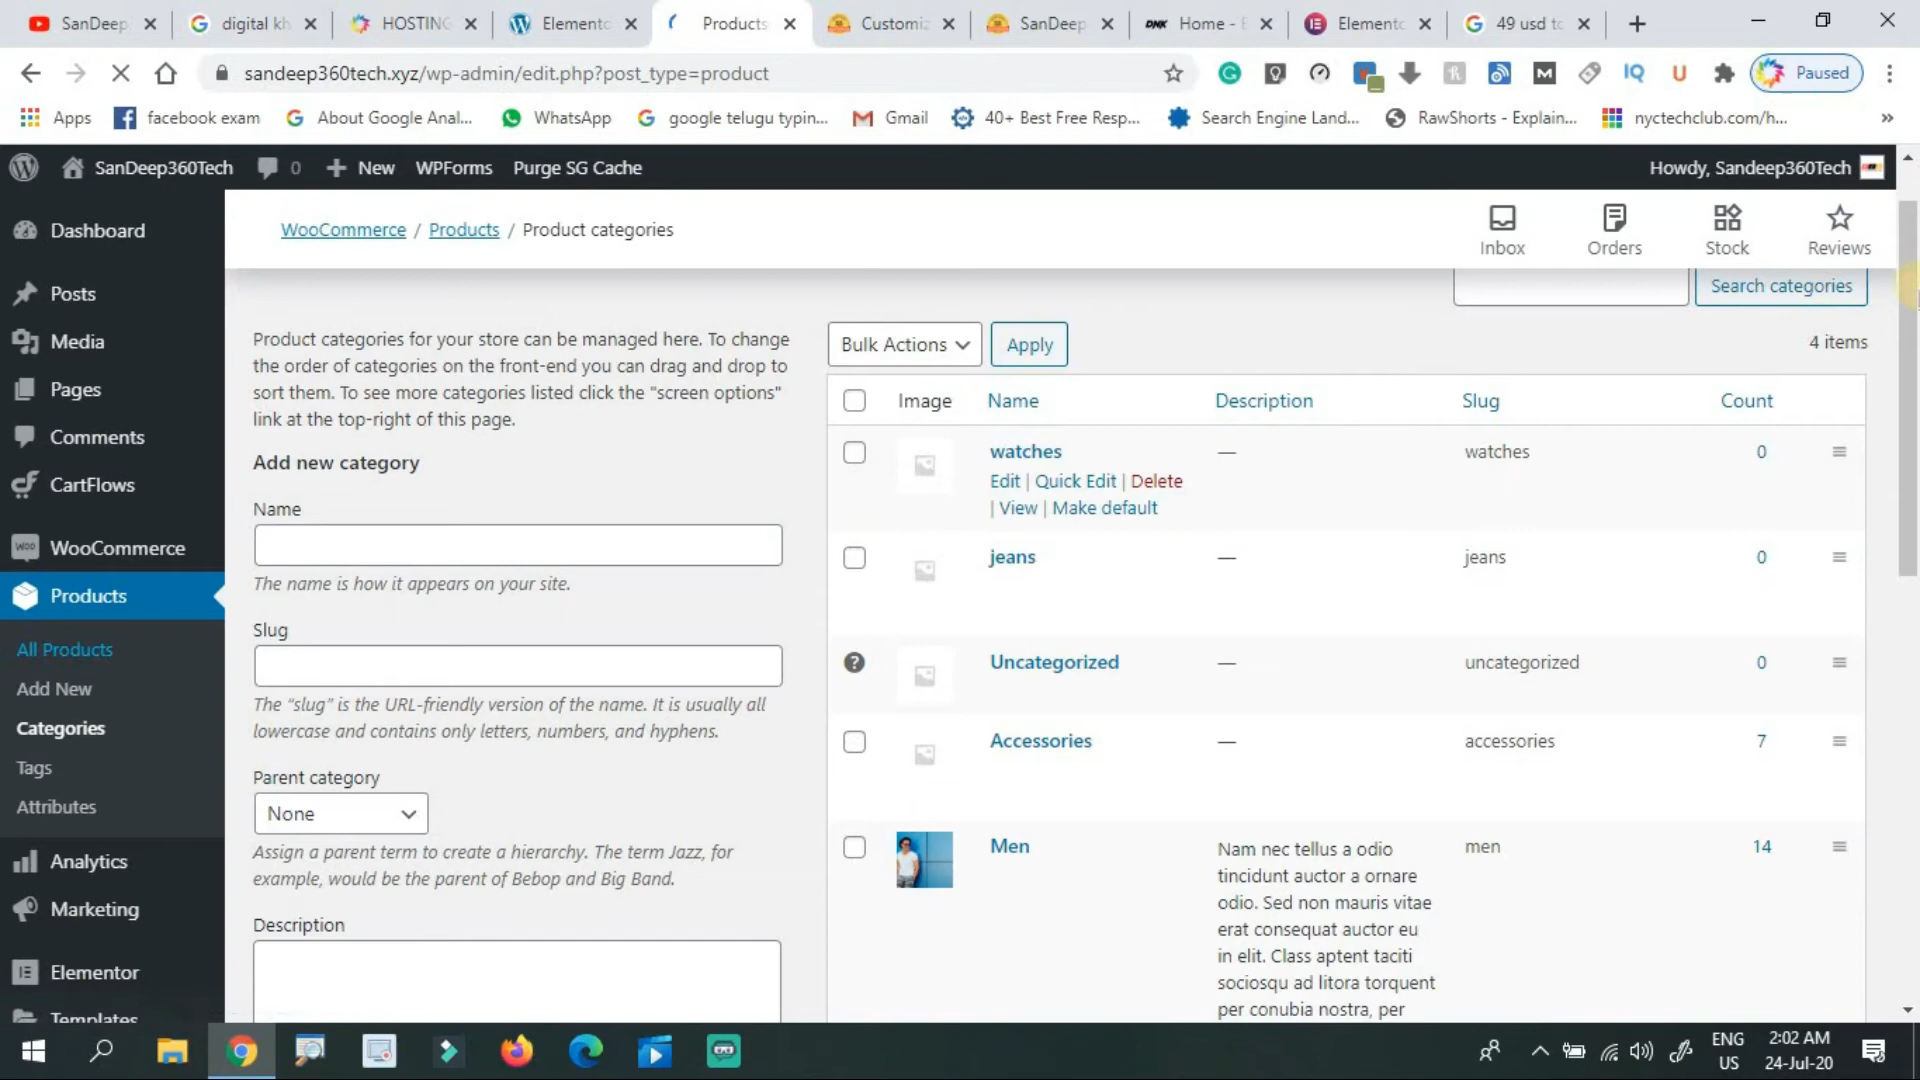 SanDeep
digital kh
HOSTING
Elemento
Products
Customiz
SanDeep
DNK Home - E
Elemento
49 usd to
sandeep360tech.xyz/wp-admin/edit.php?post_type=product
Paused
Apps
facebook exam
About Google Anal...
WhatsApp
google telugu typin...
Gmail
40+ Best Free Resp...
Search Engine Land...
RawShorts - Explain...
nyctechclub.com/h...
SanDeep360Tech
0
New
WPForms
Purge SG Cache
Howdy, Sandeep360Tech
WooCommerce / Products / Product categories
Inbox
Orders
Stock
Reviews
Dashboard
Posts
Media
Pages
Comments
CartFlows
WooCommerce
Products
All Products
Add New
Categories
Tags
Attributes
Analytics
Marketing
Elementor
Templates
Search categories
Product categories for your store can be managed here. To change
the order of categories on the front-end you can drag and drop to
sort them. To see more categories listed click the "screen options"
link at the top-right of this page.
Add new category
Name
The name is how it appears on your site.
Slug
The “slug” is the URL-friendly version of the name. It is usually all
lowercase and contains only letters, numbers, and hyphens.
Parent category
None
Assign a parent term to create a hierarchy. The term Jazz, for
example, would be the parent of Bebop and Big Band.
Description
Bulk Actions
Apply
4 items
Image Name Description Slug Count
watches — watches 0
Edit | Quick Edit | Delete
| View | Make default
jeans — jeans 0
Uncategorized — uncategorized 0
Accessories — accessories 7
Men men 14
Nam nec tellus a odio
tincidunt auctor a ornare
odio. Sed non mauris vitae
erat consequat auctor eu
in elit. Class aptent taciti
sociosqu ad litora torquent
per conubia nostra, per
ENG
US
2:02 AM
24-Jul-20